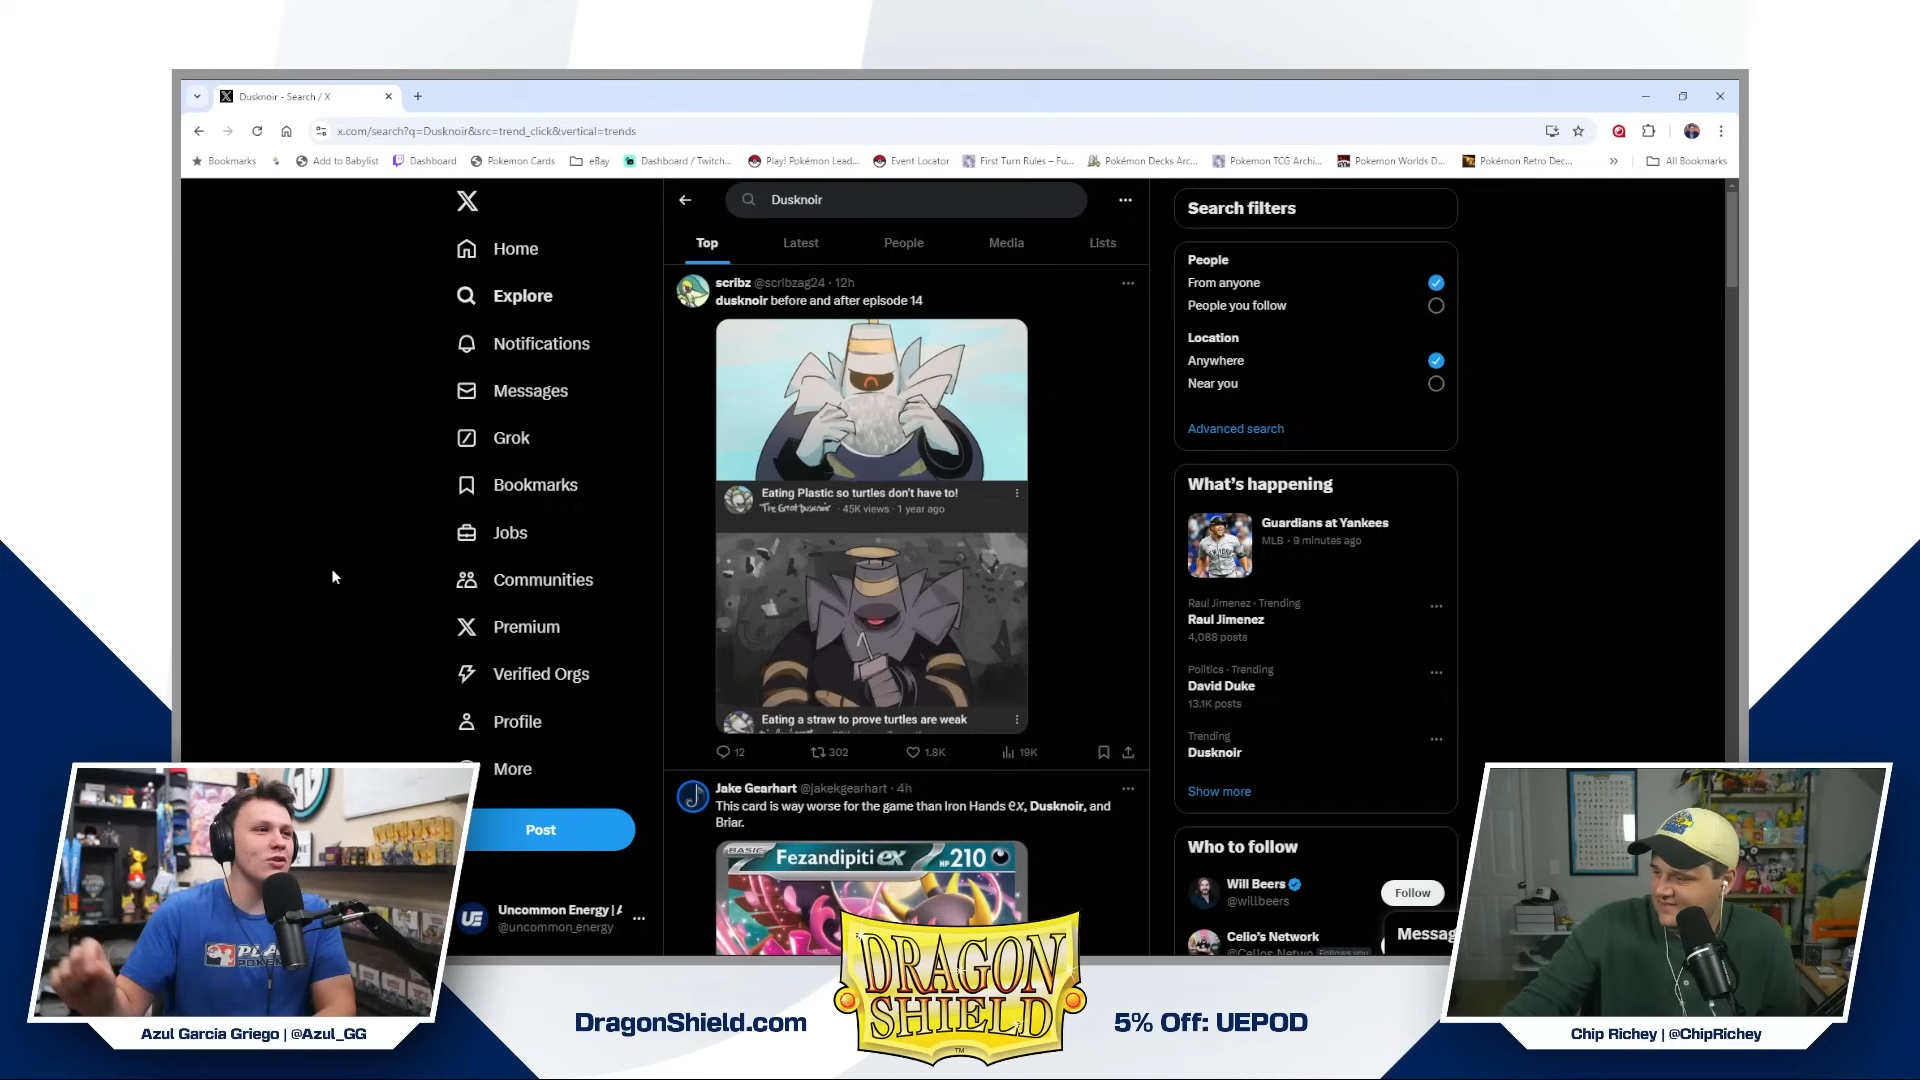 Dusknoir - Search / X
x.com/search?q=Dusknoir&src=trend_click&vertical=trends
Bookmarks
Add to Babylist
Dashboard
Pokemon Cards
eBay
Dashboard / Twitch...
Play! Pokémon Lead...
Event Locator
First Turn Rules – Fu...
Pokémon Decks Arc...
Pokemon TCG Archi...
Pokemon Worlds D...
Pokémon Retro Dec...
All Bookmarks
Home
Explore
Notifications
Messages
Grok
Bookmarks
Jobs
Communities
Premium
Verified Orgs
Profile
More
Post
Uncommon Energy | A
@uncommon_energy
Dusknoir
Top
Latest
People
Media
Lists
scribz @scribzag24 · 12h
dusknoir before and after episode 14
Eating Plastic so turtles don't have to!
The Great Dusknoir · 45K views · 1 year ago
Eating a straw to prove turtles are weak
12
302
1.8K
19K
Jake Gearhart @jakekgearhart · 4h
This card is way worse for the game than Iron Hands ex, Dusknoir, and
Briar.
BASIC Fezandipiti ex HP 210
Search filters
People
From anyone
People you follow
Location
Anywhere
Near you
Advanced search
What's happening
Guardians at Yankees
MLB · 9 minutes ago
Raul Jimenez · Trending
Raul Jimenez
4,088 posts
Politics · Trending
David Duke
13.1K posts
Trending
Dusknoir
Show more
Who to follow
Will Beers
@willbeers
Follow
Celio's Network
Messag
Azul Garcia Griego | @Azul_GG
DragonShield.com
DRAGON
SHIELD
TM
5% Off: UEPOD
Chip Richey | @ChipRichey